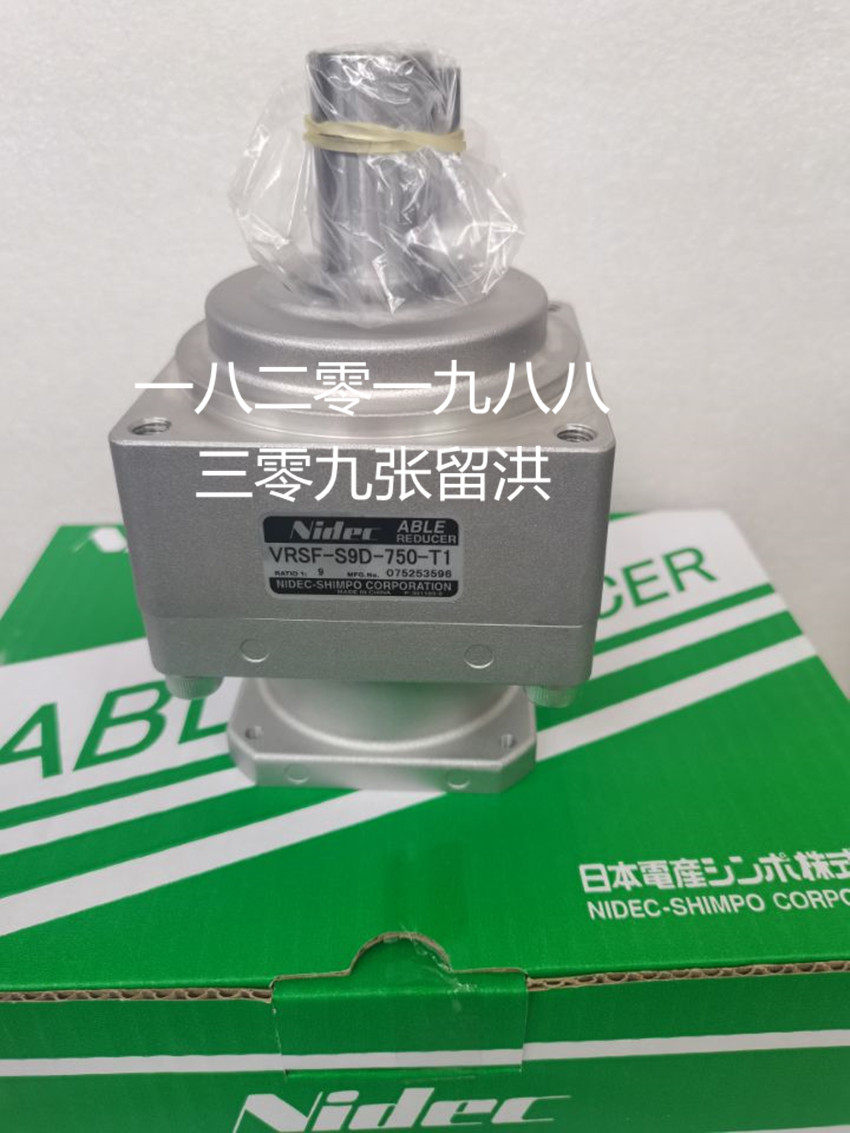 一八二零一九八八
三零九张留洪
Nidec ABLE REDUCER
VRSF-S9D-750-T1
RATIO 1: 9 MFG.No. 075253596
NIDEC-SHIMPO CORPORATION
MADE IN CHINA
ABL
CER
日本電産シンポ株式
NIDEC-SHIMPO CORPO
Nidec